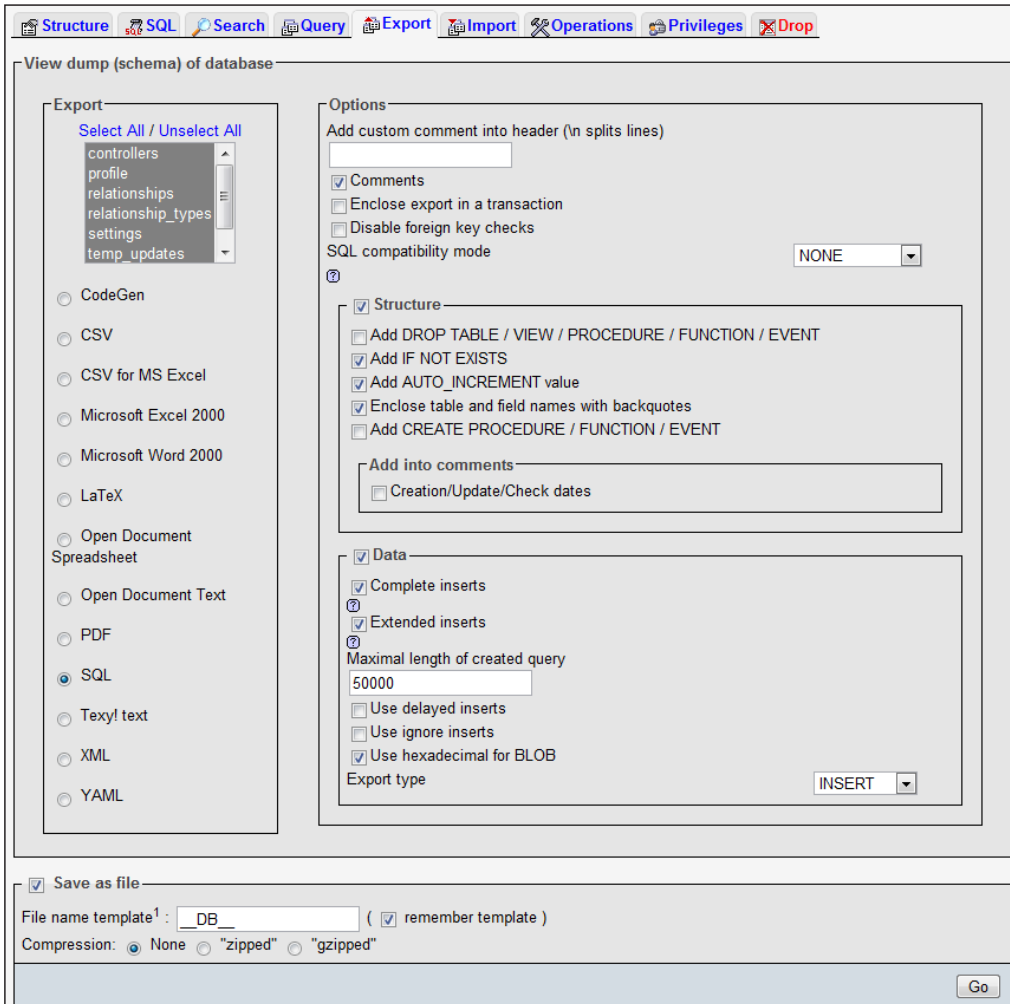 Structure SQL Search Query Export Import Operations Privileges Drop
View dump (schema) of database
Export
Select All / Unselect All
controllers
profile
relationships
relationship_types
settings
temp_updates
CodeGen
CSV
CSV for MS Excel
Microsoft Excel 2000
Microsoft Word 2000
LaTeX
Open Document
Spreadsheet
Open Document Text
PDF
SQL
Texy! text
XML
YAML
Options
Add custom comment into header (\n splits lines)
Comments
Enclose export in a transaction
Disable foreign key checks
SQL compatibility mode NONE
Structure
Add DROP TABLE / VIEW / PROCEDURE / FUNCTION / EVENT
Add IF NOT EXISTS
Add AUTO_INCREMENT value
Enclose table and field names with backquotes
Add CREATE PROCEDURE / FUNCTION / EVENT
Add into comments
Creation/Update/Check dates
Data
Complete inserts
Extended inserts
Maximal length of created query
50000
Use delayed inserts
Use ignore inserts
Use hexadecimal for BLOB
Export type INSERT
Save as file
File name template1 : __DB__ ( remember template )
Compression: None "zipped" "gzipped"
Go